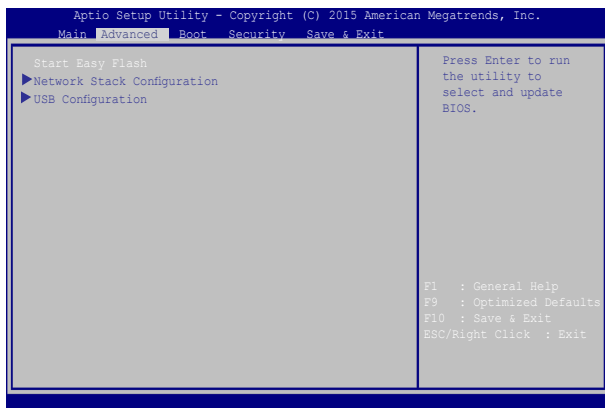 Aptio Setup Utility - Copyright (C) 2015 American Megatrends, Inc.
Main Advanced Boot Security Save & Exit
Start Easy Flash
Network Stack Configuration
USB Configuration
Press Enter to run
the utility to
select and update
BIOS.
F1 : General Help
F9 : Optimized Defaults
F10 : Save & Exit
ESC/Right Click : Exit